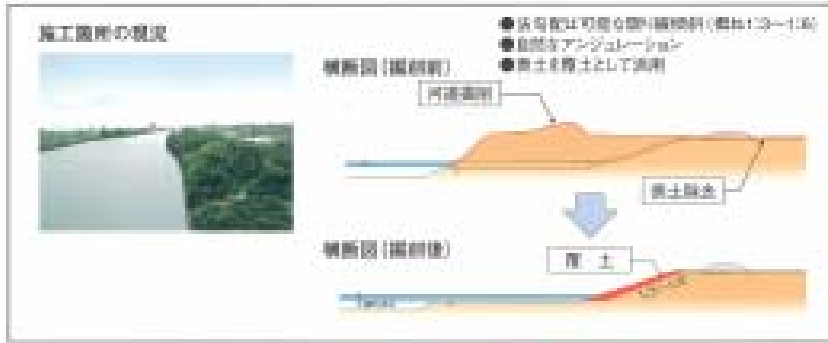 施工箇所の現況
●法勾配は可能な限り緩傾斜(概ね1:3~1:6)
●自然なアンジュレーション
●表土を覆土として活用
横断図(掘削前)
河道掘削
表土除去
横断図(掘削後)
覆 土